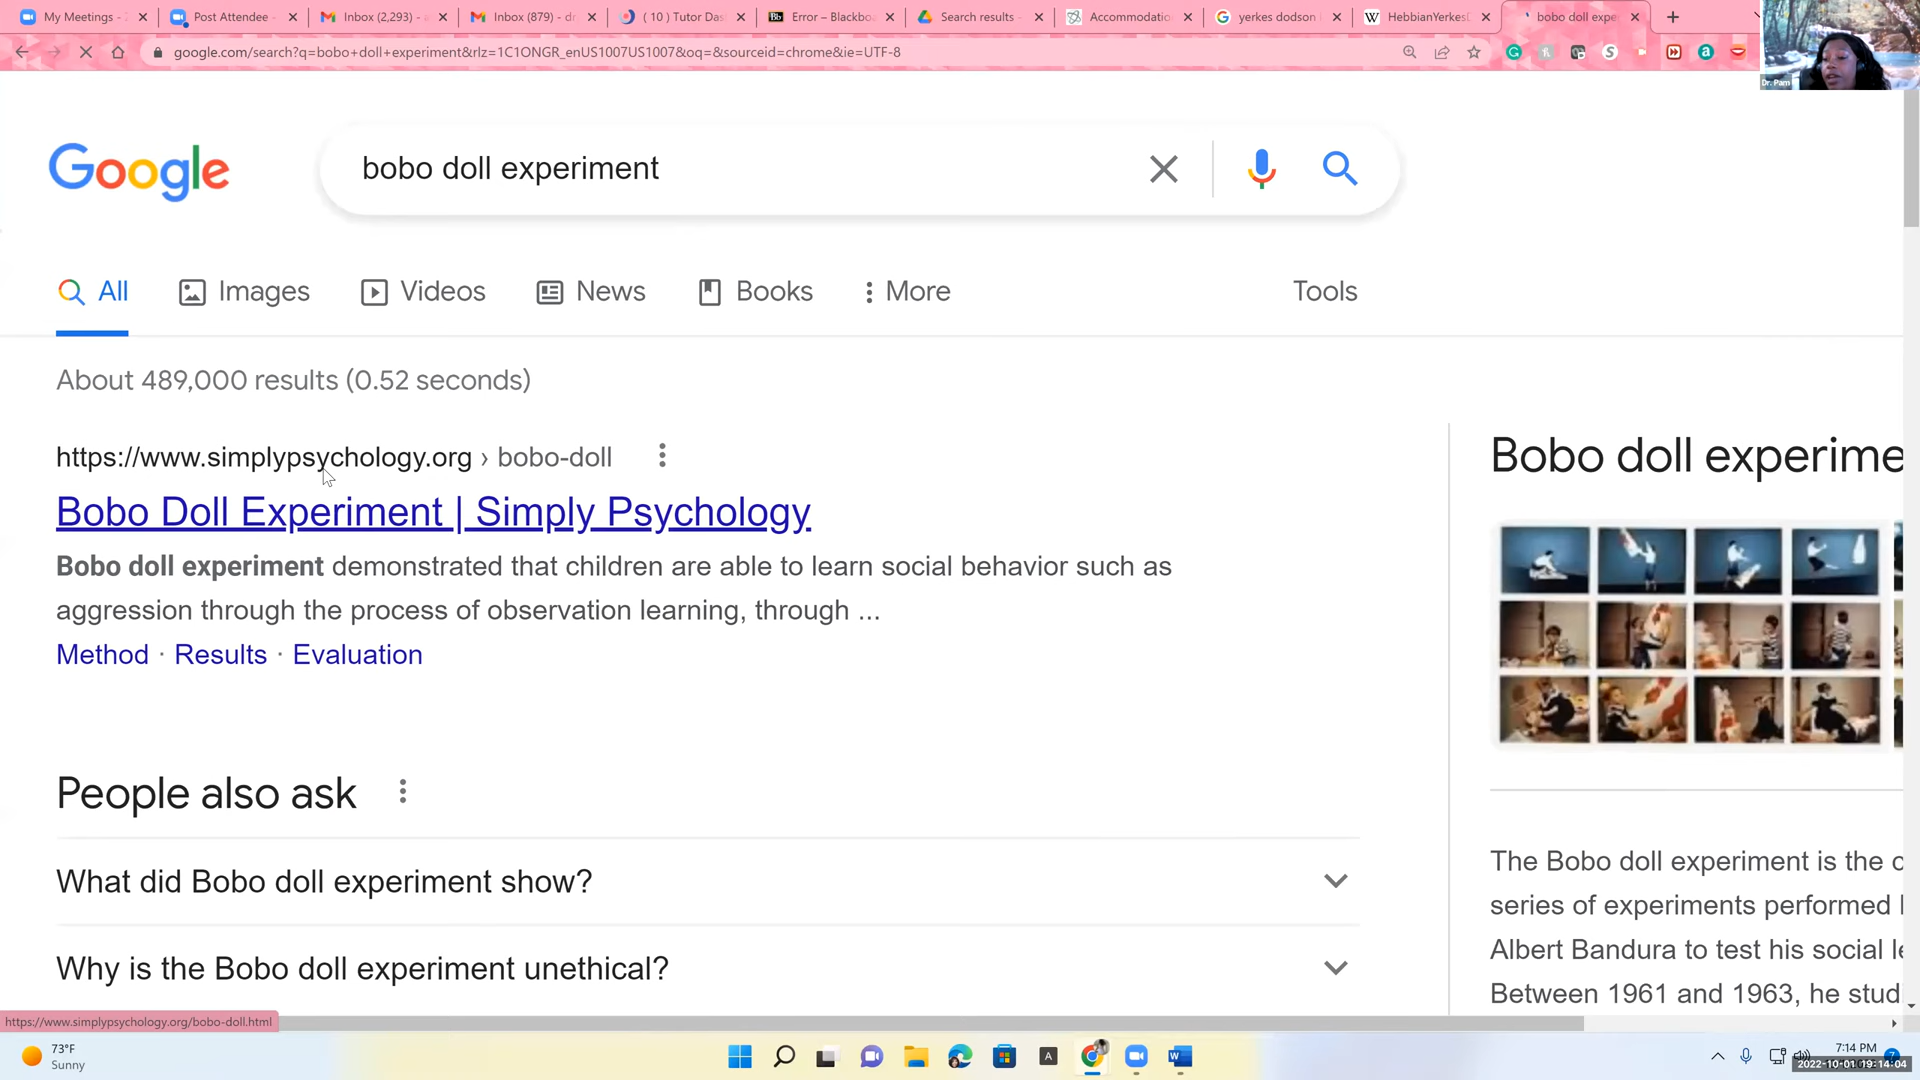 My Meetings -
Post Attendee -
Inbox (2,293) -
Inbox (879) -
( 10 ) Tutor Das
Error – Blackbo
Search results -
Accommodatio
yerkes dodson
HebbianYerkesD
bobo doll expe
google.com/search?q=bobo+doll+experiment&rlz=1C1ONGR_enUS1007US1007&oq=&sourceid=chrome&ie=UTF-8
Dr. Pam
Google
bobo doll experiment
All
Images
Videos
News
Books
More
Tools
About 489,000 results (0.52 seconds)
https://www.simplypsychology.org › bobo-doll
Bobo Doll Experiment | Simply Psychology
Bobo doll experiment demonstrated that children are able to learn social behavior such as
aggression through the process of observation learning, through ...
Method · Results · Evaluation
People also ask
What did Bobo doll experiment show?
Why is the Bobo doll experiment unethical?
Bobo doll experime
The Bobo doll experiment is the c
series of experiments performed
Albert Bandura to test his social le
Between 1961 and 1963, he stud
https://www.simplypsychology.org/bobo-doll.html
73°F
Sunny
A
7:14 PM
7
2022-10-01 19:14:04